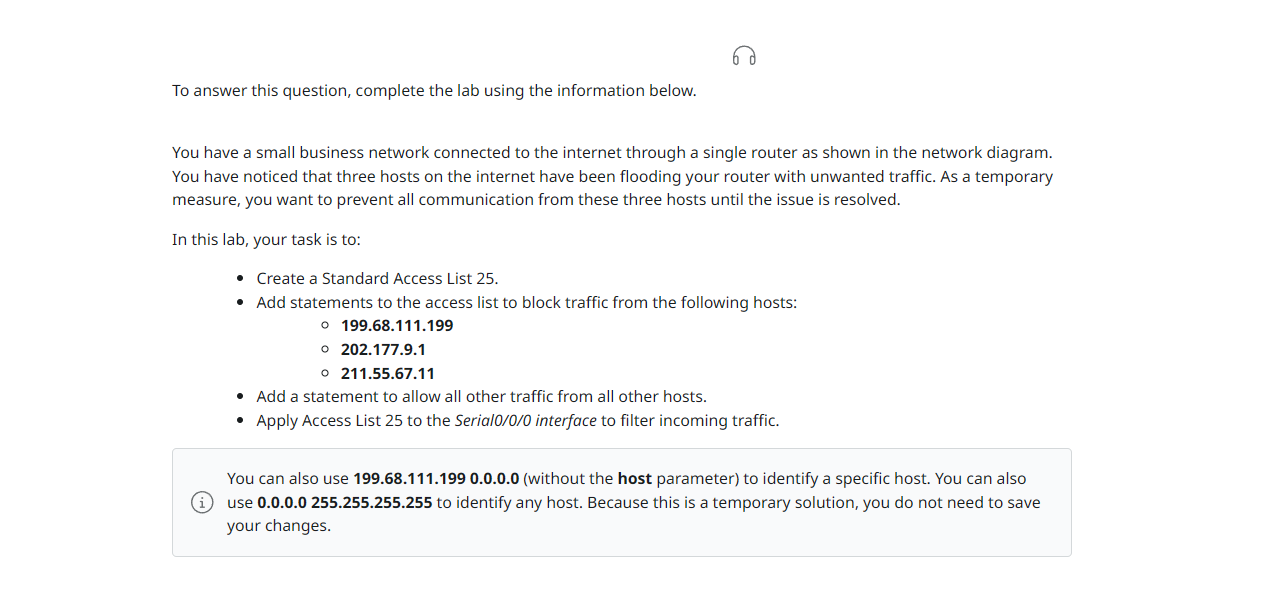 To answer this question, complete the lab using the information below.
You have a small business network connected to the internet through a single router as shown in the network diagram.
You have noticed that three hosts on the internet have been flooding your router with unwanted traffic. As a temporary
measure, you want to prevent all communication from these three hosts until the issue is resolved.
In this lab, your task is to:
• Create a Standard Access List 25.
• Add statements to the access list to block traffic from the following hosts:
○ 199.68.111.199
○ 202.177.9.1
○ 211.55.67.11
• Add a statement to allow all other traffic from all other hosts.
• Apply Access List 25 to the Serial0/0/0 interface to filter incoming traffic.
You can also use 199.68.111.199 0.0.0.0 (without the host parameter) to identify a specific host. You can also
use 0.0.0.0 255.255.255.255 to identify any host. Because this is a temporary solution, you do not need to save
your changes.